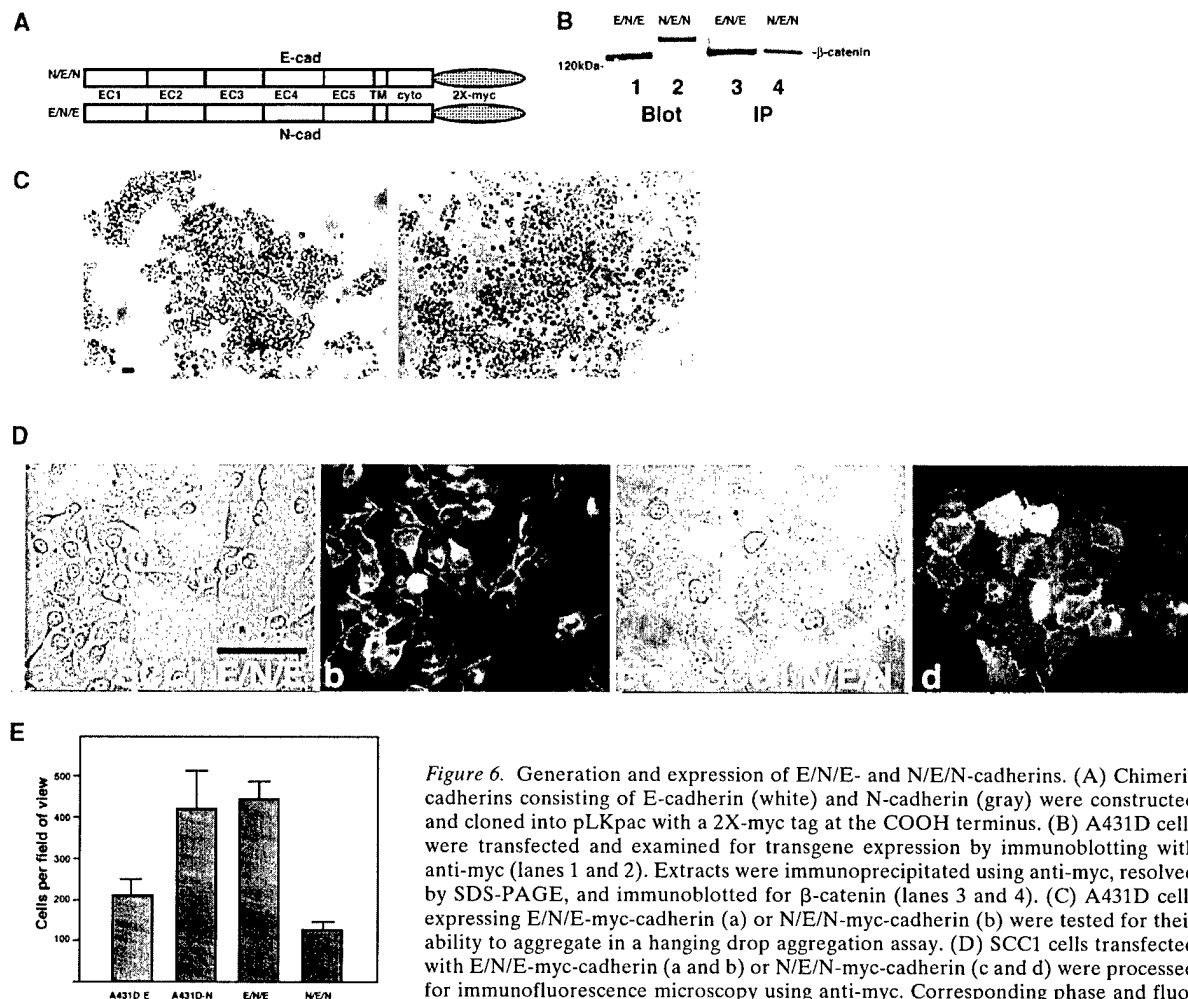 A
E-cad
N/E/N
EC1 EC2 EC3 EC4 EC5 TM cyto 2X-myc
E/N/E
N-cad
B
E/N/E N/E/N E/N/E N/E/N
120kDa-
-β-catenin
1 2 3 4
Blot IP
C
D
a E/N/E b d
E
Cells per field of view
500
400
300
200
100
A431D E A431D-N E/N/E N/E/N
Figure 6. Generation and expression of E/N/E- and N/E/N-cadherins. (A) Chimeri
cadherins consisting of E-cadherin (white) and N-cadherin (gray) were constructed
and cloned into pLKpac with a 2X-myc tag at the COOH terminus. (B) A431D cell
were transfected and examined for transgene expression by immunoblotting with
anti-myc (lanes 1 and 2). Extracts were immunoprecipitated using anti-myc, resolved
by SDS-PAGE, and immunoblotted for β-catenin (lanes 3 and 4). (C) A431D cell
expressing E/N/E-myc-cadherin (a) or N/E/N-myc-cadherin (b) were tested for thei
ability to aggregate in a hanging drop aggregation assay. (D) SCC1 cells transfected
with E/N/E-myc-cadherin (a and b) or N/E/N-myc-cadherin (c and d) were processed
for immunofluorescence microscopy using anti-myc. Corresponding phase and fluo